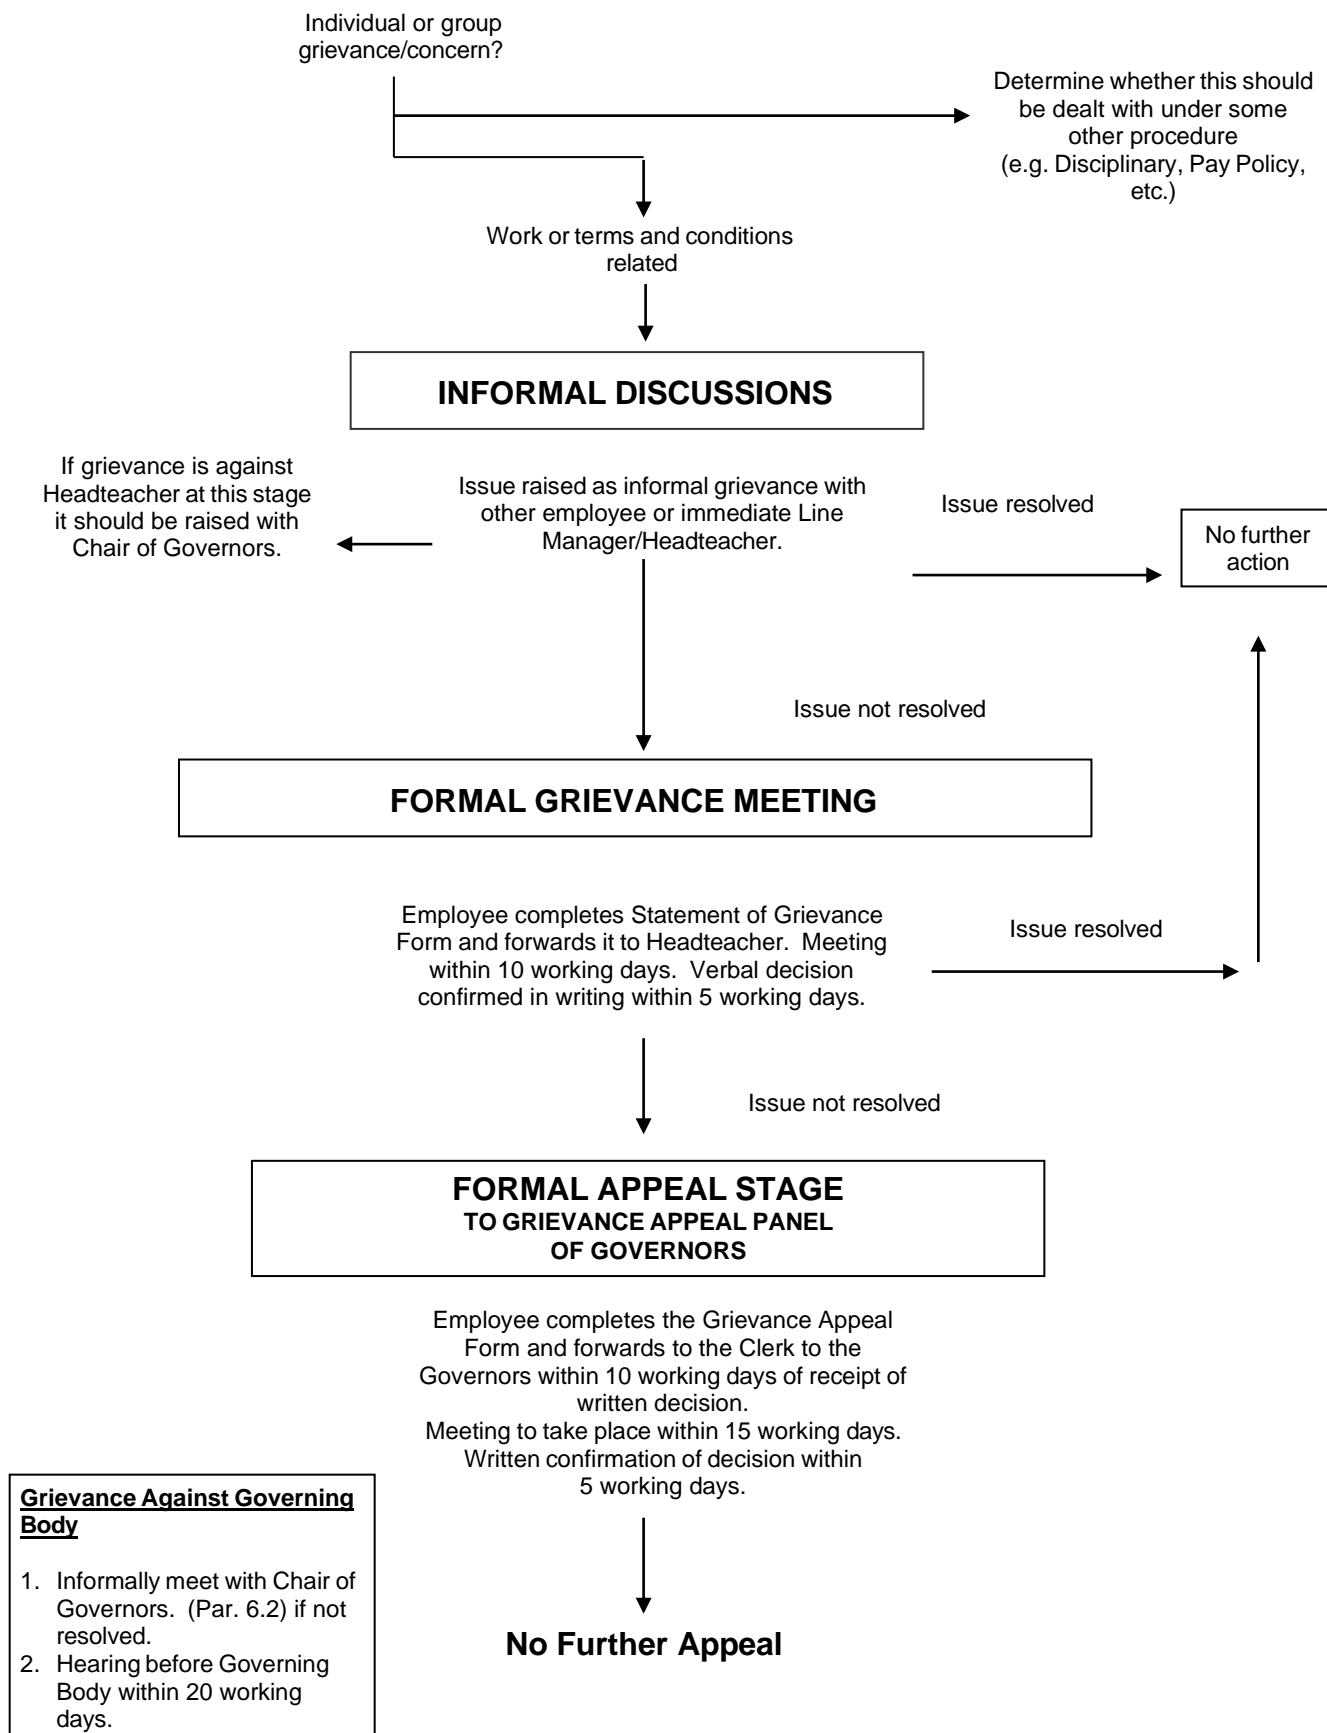 Individual or group
grievance/concern?
Determine whether this should
be dealt with under some
other procedure
(e.g. Disciplinary, Pay Policy,
etc.)
Work or terms and conditions
related
INFORMAL DISCUSSIONS
If grievance is against
Headteacher at this stage
it should be raised with
Chair of Governors.
Issue raised as informal grievance with
other employee or immediate Line
Manager/Headteacher.
Issue resolved
No further
action
Issue not resolved
FORMAL GRIEVANCE MEETING
Employee completes Statement of Grievance
Form and forwards it to Headteacher.  Meeting
within 10 working days.  Verbal decision
confirmed in writing within 5 working days.
Issue resolved
Issue not resolved
FORMAL APPEAL STAGE
TO GRIEVANCE APPEAL PANEL
OF GOVERNORS
Employee completes the Grievance Appeal
Form and forwards to the Clerk to the
Governors within 10 working days of receipt of
written decision.
Meeting to take place within 15 working days.
Written confirmation of decision within
5 working days.
Grievance Against Governing
Body
1. Informally meet with Chair of
Governors.  (Par. 6.2) if not
resolved.
2. Hearing before Governing
Body within 20 working
days.
No Further Appeal